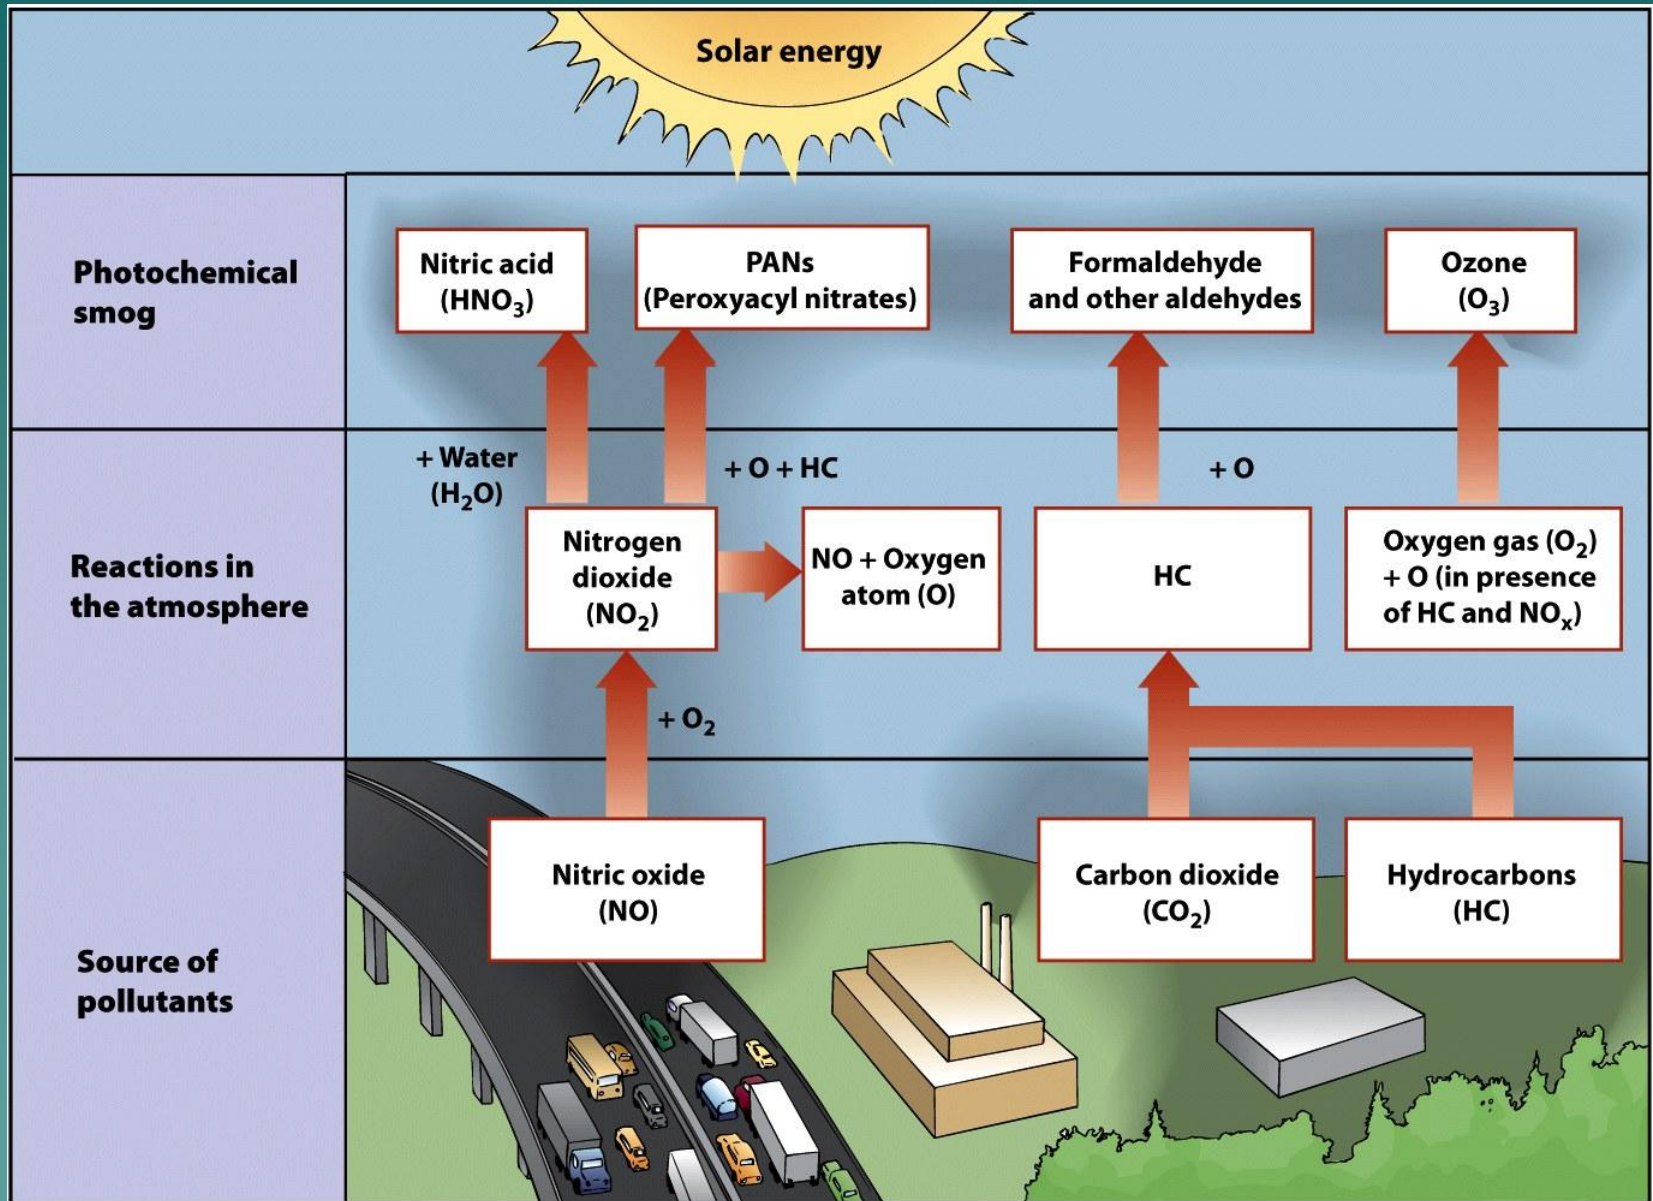 Solar energy
Photochemical
smog
Nitric acid
(HNO₃)
PANs
(Peroxyacyl nitrates)
Formaldehyde
and other aldehydes
Ozone
(O₃)
Reactions in
the atmosphere
+ Water
(H₂O)
+ O + HC
+ O
Nitrogen
dioxide
(NO₂)
NO + Oxygen
atom (O)
HC
Oxygen gas (O₂)
+ O (in presence
of HC and NOₓ)
+ O₂
Source of
pollutants
Nitric oxide
(NO)
Carbon dioxide
(CO₂)
Hydrocarbons
(HC)